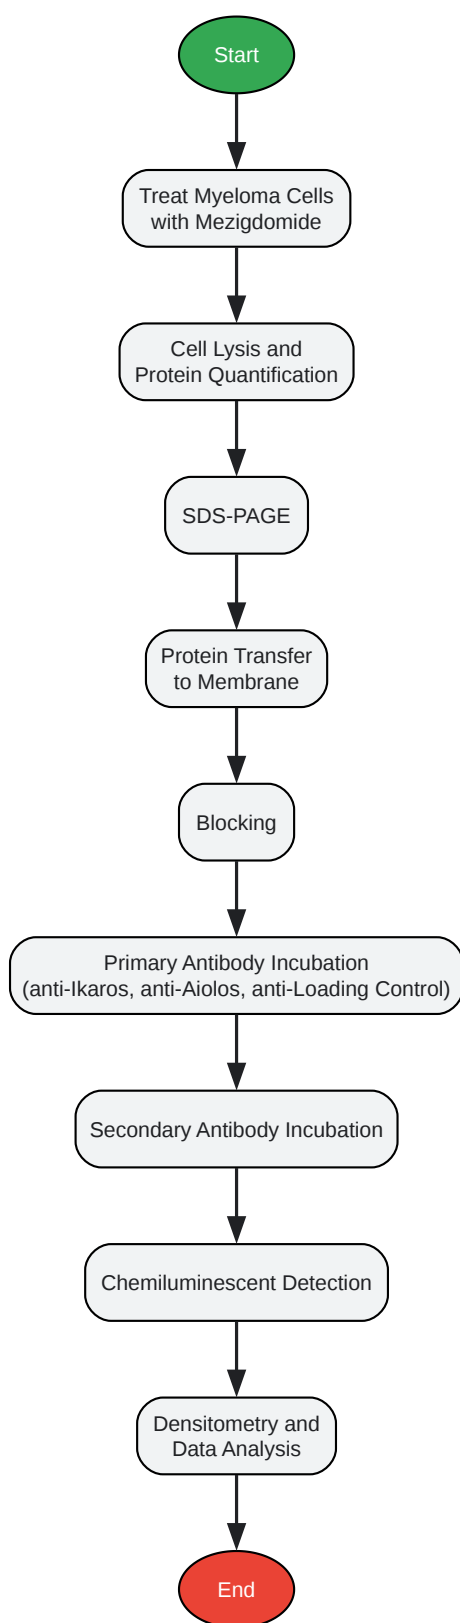 Start
Treat Myeloma Cells
with Mezigdomide
Cell Lysis and
Protein Quantification
SDS-PAGE
Protein Transfer
to Membrane
Blocking
Primary Antibody Incubation
(anti-Ikaros, anti-Aiolos, anti-Loading Control)
Secondary Antibody Incubation
Chemiluminescent Detection
Densitometry and
Data Analysis
End